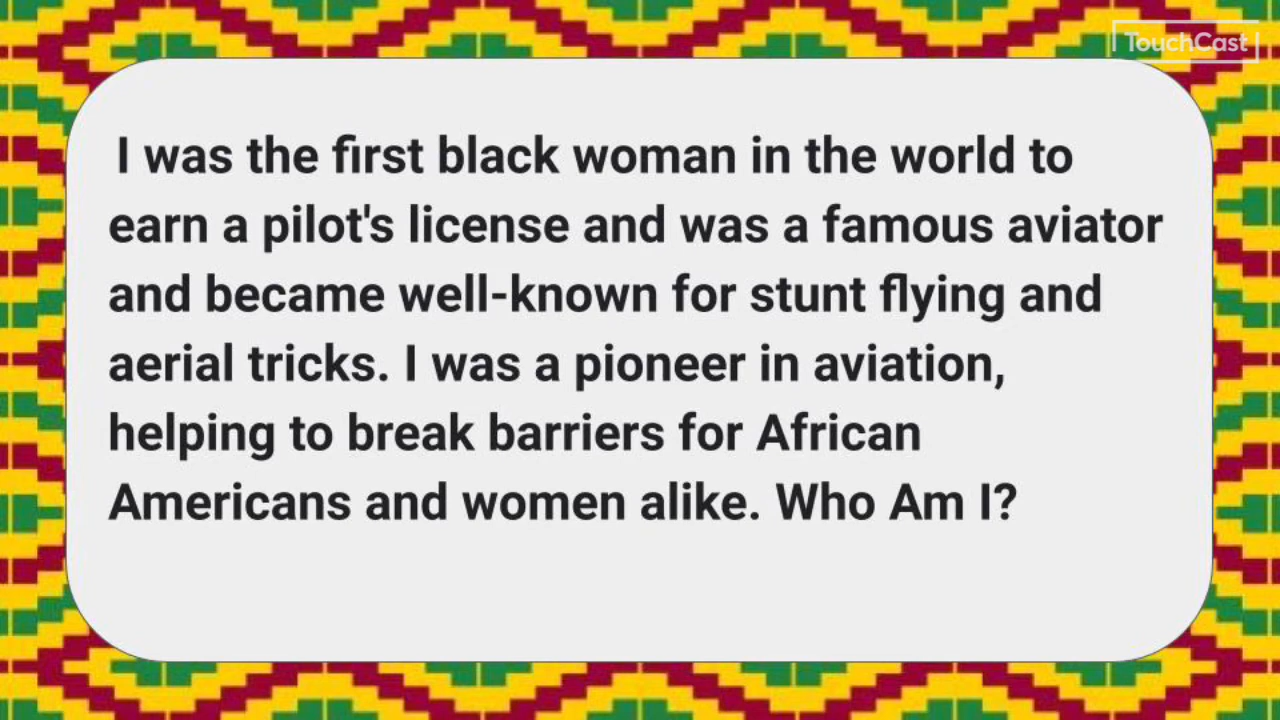 TouchCast
I was the first black woman in the world to
earn a pilot's license and was a famous aviator
and became well-known for stunt flying and
aerial tricks. I was a pioneer in aviation,
helping to break barriers for African
Americans and women alike. Who Am I?